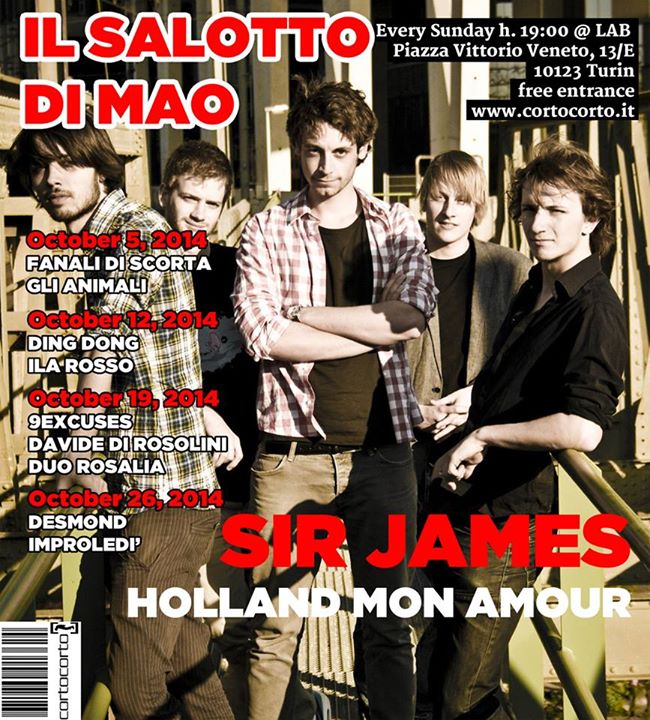 IL SALOTTO
DI MAO
Every Sunday h. 19:00 @ LAB
Piazza Vittorio Veneto, 13/E
10123 Turin
free entrance
www.cortocorto.it
October 5, 2014
FANALI DI SCORTA
GLI ANIMALI
October 12, 2014
DING DONG
ILA ROSSO
October 19, 2014
9EXCUSES
DAVIDE DI ROSOLINI
DUO ROSALIA
October 26, 2014
DESMOND
IMPROLEDI'
SIR JAMES
HOLLAND MON AMOUR
cortocorto